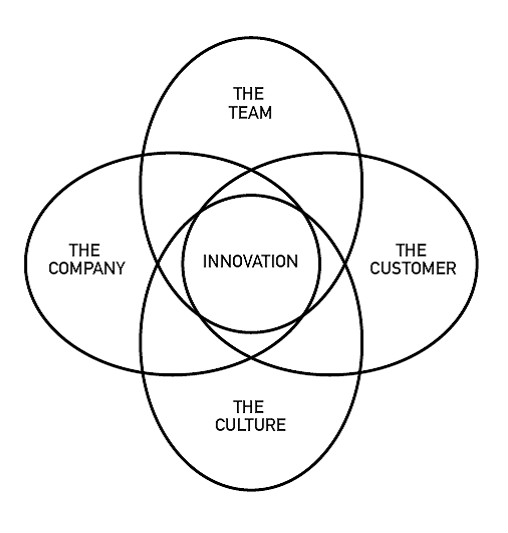 THE
TEAM
THE
COMPANY
INNOVATION
THE
CUSTOMER
THE
CULTURE